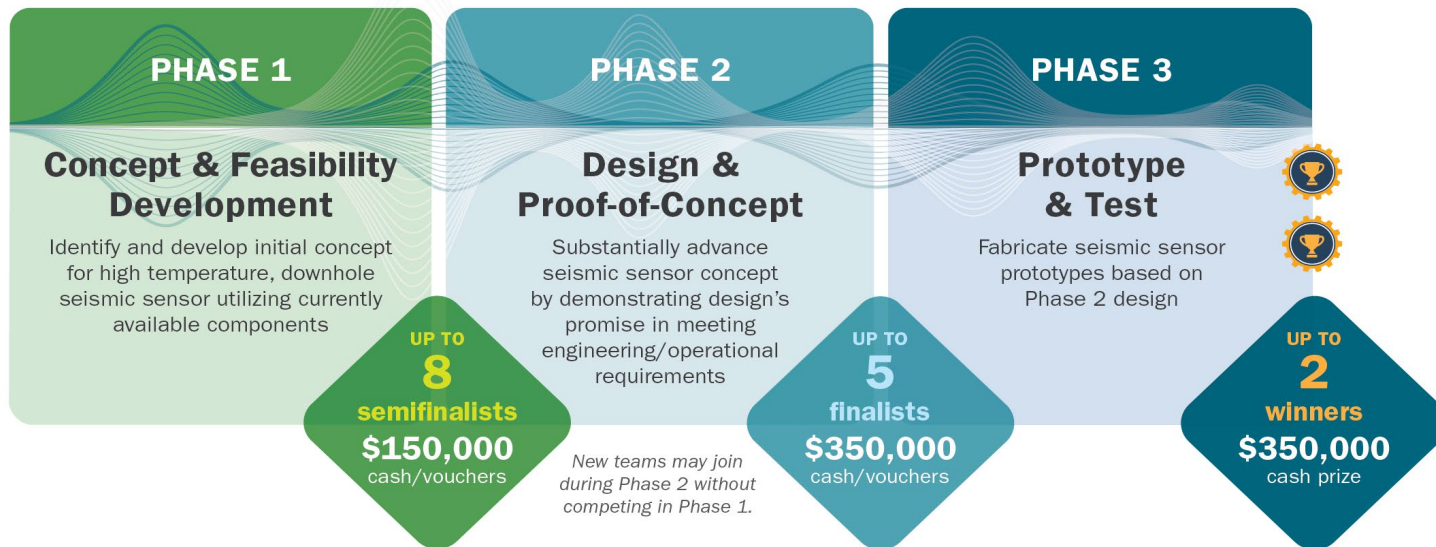 PHASE 1
Concept & Feasibility
Development
Identify and develop initial concept
for high temperature, downhole
seismic sensor utilizing currently
available components
UP TO
8
semifinalists
$150,000
cash/vouchers
PHASE 2
Design &
Proof-of-Concept
Substantially advance
seismic sensor concept
by demonstrating design's
promise in meeting
engineering/operational
requirements
New teams may join
during Phase 2 without
competing in Phase 1.
UP TO
5
finalists
$350,000
cash/vouchers
PHASE 3
Prototype
& Test
Fabricate seismic sensor
prototypes based on
Phase 2 design
UP TO
2
winners
$350,000
cash prize